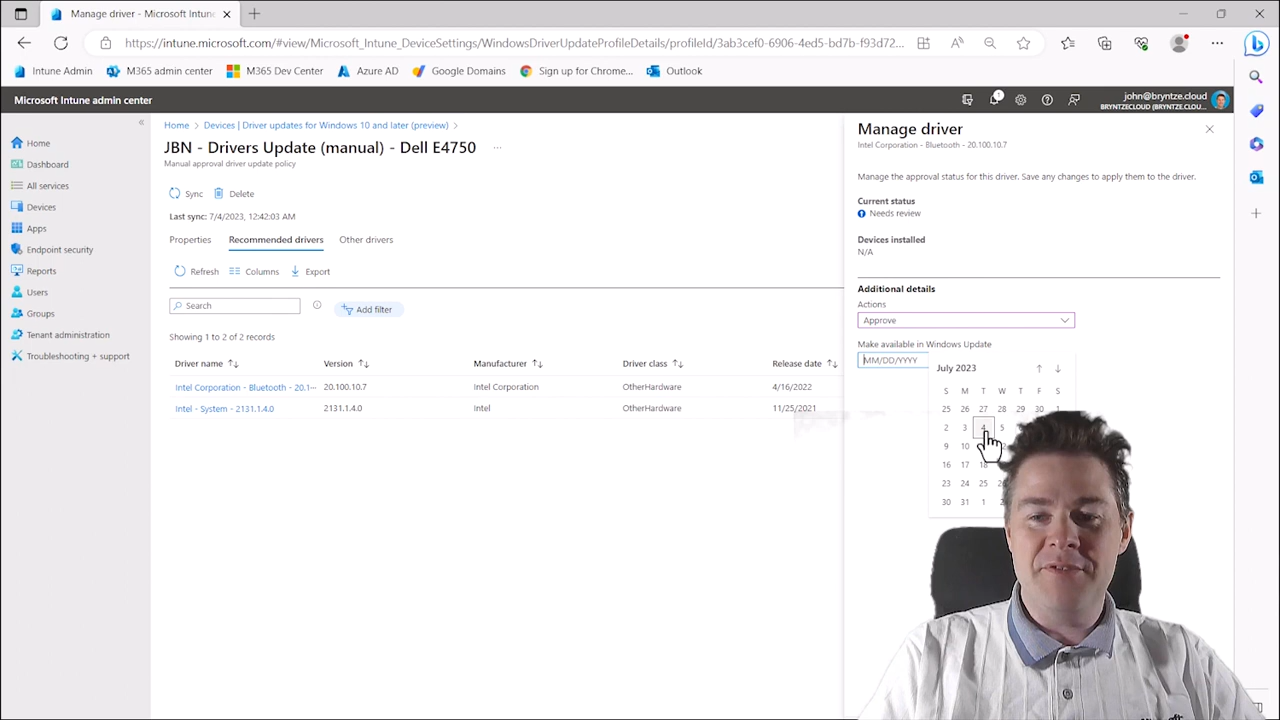 Manage driver - Microsoft Intune
https://intune.microsoft.com/#view/Microsoft_Intune_DeviceSettings/WindowsDriverUpdateProfileDetails/profileId/3ab3cef0-6906-4ed5-bd7b-f93d72...
Intune Admin M365 admin center M365 Dev Center Azure AD Google Domains Sign up for Chrome... Outlook
Microsoft Intune admin center
1
john@bryntze.cloud
BRYNTZECLOUD (BRYNTZE.CLOU...
Home
Dashboard
All services
Devices
Apps
Endpoint security
Reports
Users
Groups
Tenant administration
Troubleshooting + support
Home > Devices | Driver updates for Windows 10 and later (preview) >
JBN - Drivers Update (manual) - Dell E4750 ...
Manual approval driver update policy
Sync Delete
Last sync: 7/4/2023, 12:42:03 AM
Properties Recommended drivers Other drivers
Refresh Columns Export
Search
Add filter
Showing 1 to 2 of 2 records
Driver name Version Manufacturer Driver class Release date
Intel Corporation - Bluetooth - 20.1... 20.100.10.7 Intel Corporation OtherHardware 4/16/2022
Intel - System - 2131.1.4.0 2131.1.4.0 Intel OtherHardware 11/25/2021
Manage driver
Intel Corporation - Bluetooth - 20.100.10.7
Manage the approval status for this driver. Save any changes to apply them to the driver.
Current status
Needs review
Devices installed
N/A
Additional details
Actions
Approve
Make available in Windows Update
MM/DD/YYYY
July 2023
S M T W T F S
25 26 27 28 29 30 1
2 3 4 5
9 10
16 17 18
23 24 25
30 31 1